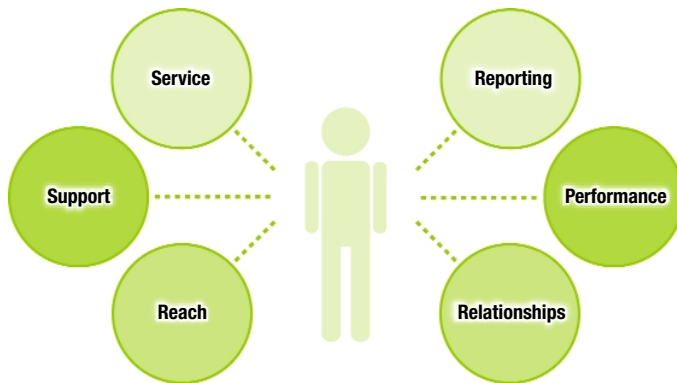 Service
Reporting
Support
Performance
Reach
Relationships